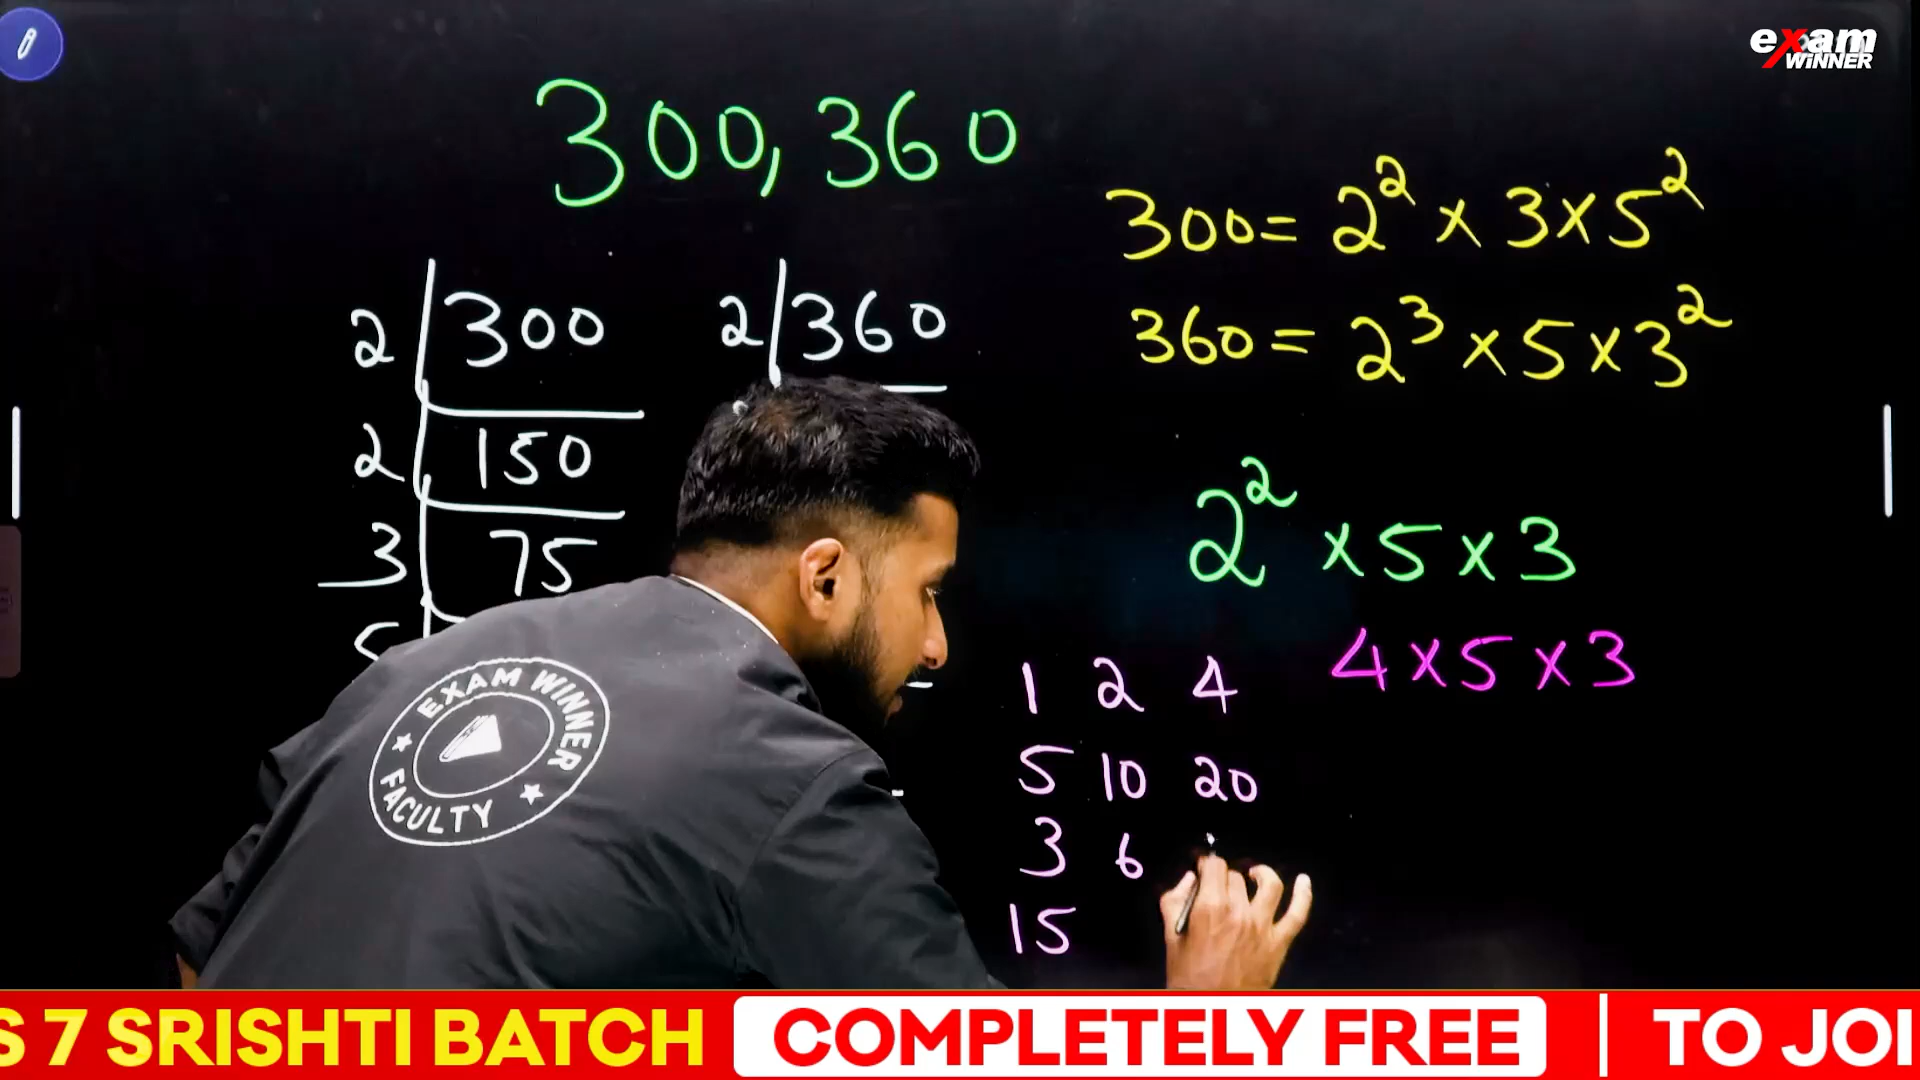 exam
WiNNER
300, 360
300 = 2² × 3 × 5²
360 = 2³ × 5 × 3²
2 300
2 150
3 75
2 360
2² × 5 × 3
4 × 5 × 3
1 2 4
5 10 20
3 6
15
EXAM WINNER
FACULTY
S 7 SRISHTI BATCH COMPLETELY FREE | TO JOI